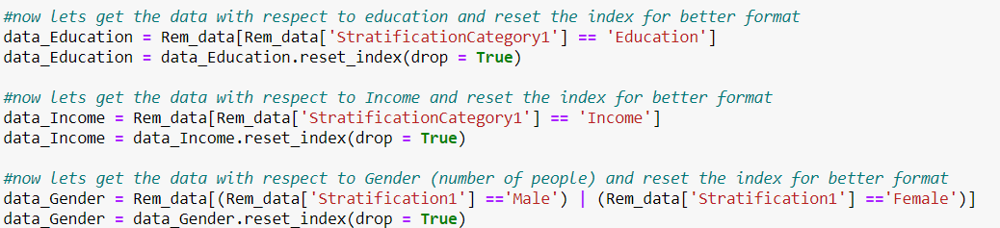 #now lets get the data with respect to education and reset the index for better format
data_Education = Rem_data[Rem_data['StratificationCategory1'] == 'Education']
data_Education = data_Education.reset_index(drop = True)
#now lets get the data with respect to Income and reset the index for better format
data_Income = Rem_data[Rem_data['StratificationCategory1'] == 'Income']
data_Income = data_Income.reset_index(drop = True)
#now lets get the data with respect to Gender (number of people) and reset the index for better format
data_Gender = Rem_data[(Rem_data['Stratification1'] =='Male') | (Rem_data['Stratification1'] =='Female')]
data_Gender = data_Gender.reset_index(drop = True)